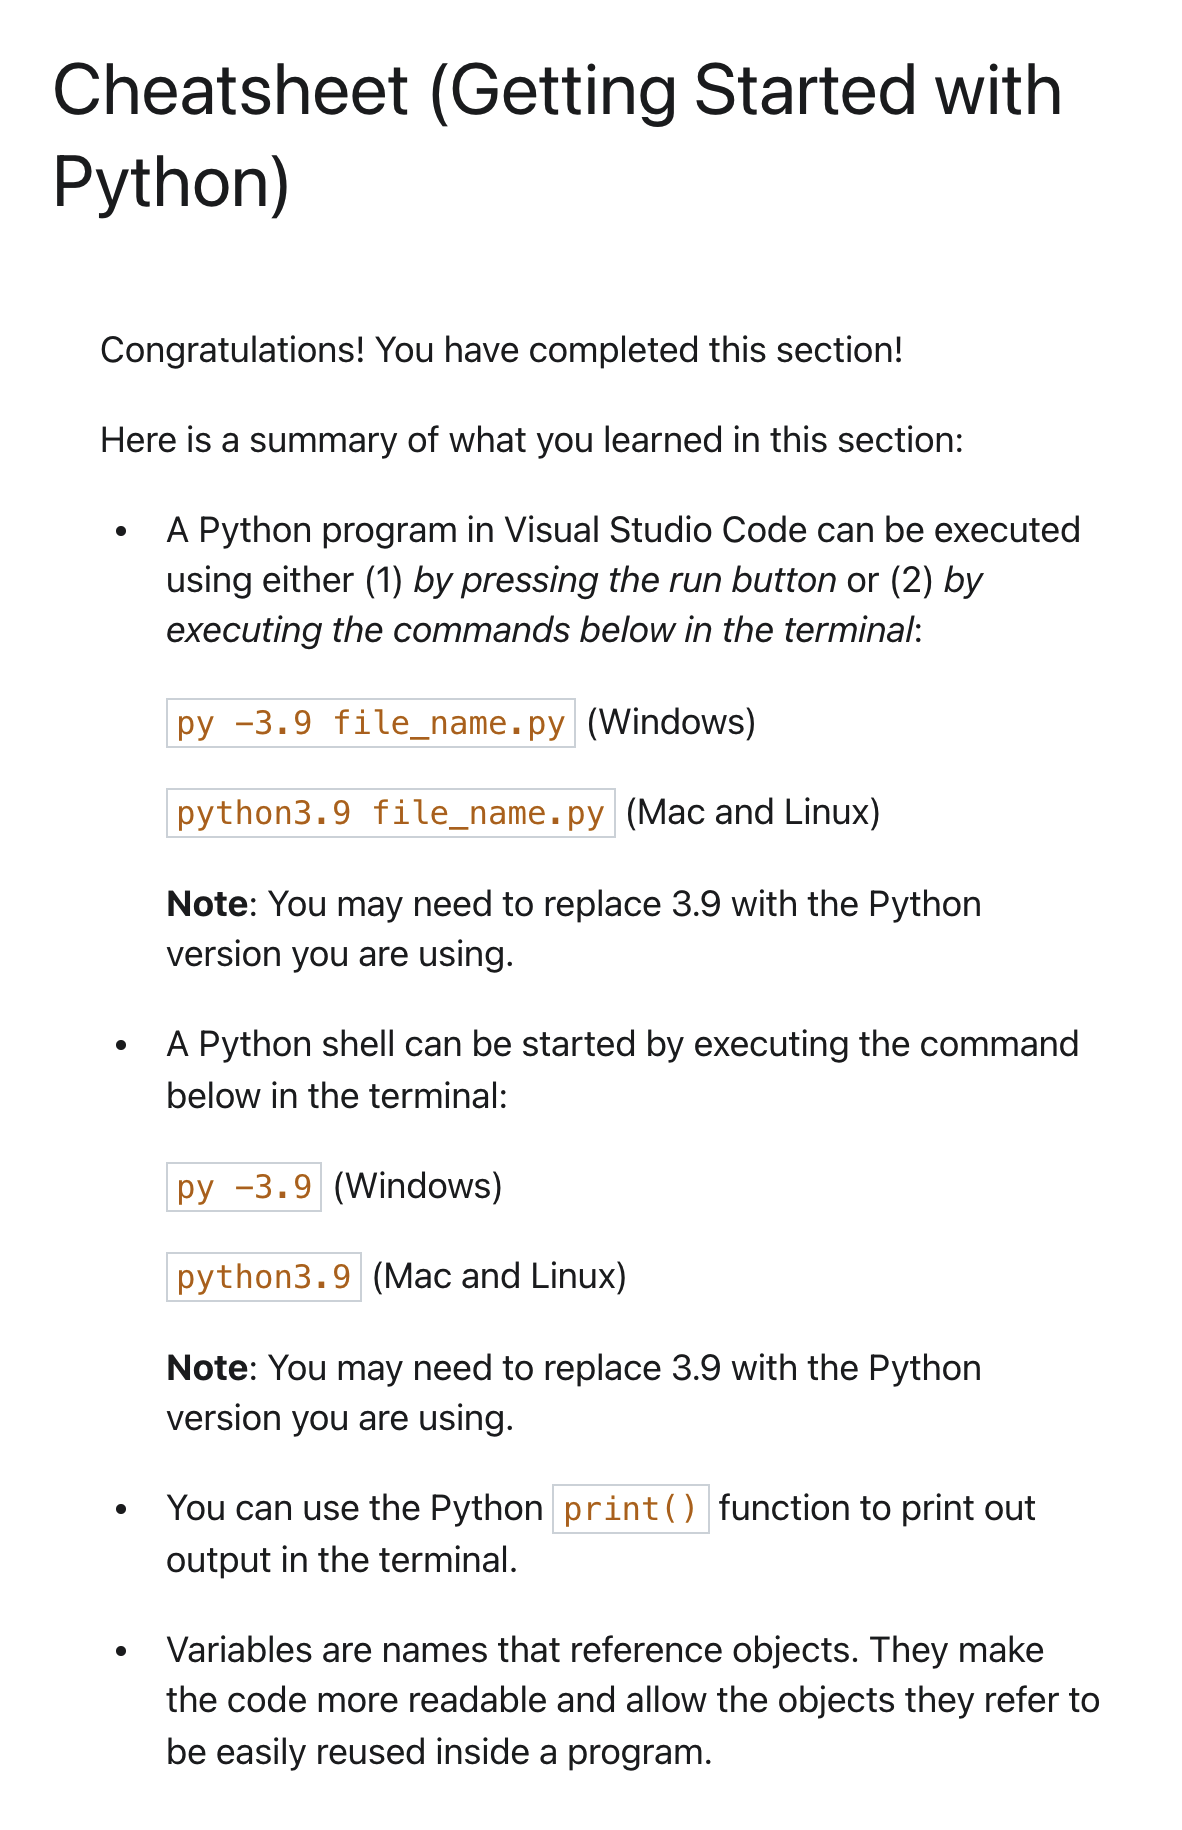 Cheatsheet (Getting Started with
Python)
Congratulations! You have completed this section!
Here is a summary of what you learned in this section:
• A Python program in Visual Studio Code can be executed
using either (1) by pressing the run button or (2) by
executing the commands below in the terminal:
py -3.9 file_name.py (Windows)
python3.9 file_name.py (Mac and Linux)
Note: You may need to replace 3.9 with the Python
version you are using.
• A Python shell can be started by executing the command
below in the terminal:
py -3.9 (Windows)
python3.9 (Mac and Linux)
Note: You may need to replace 3.9 with the Python
version you are using.
• You can use the Python print() function to print out
output in the terminal.
• Variables are names that reference objects. They make
the code more readable and allow the objects they refer to
be easily reused inside a program.